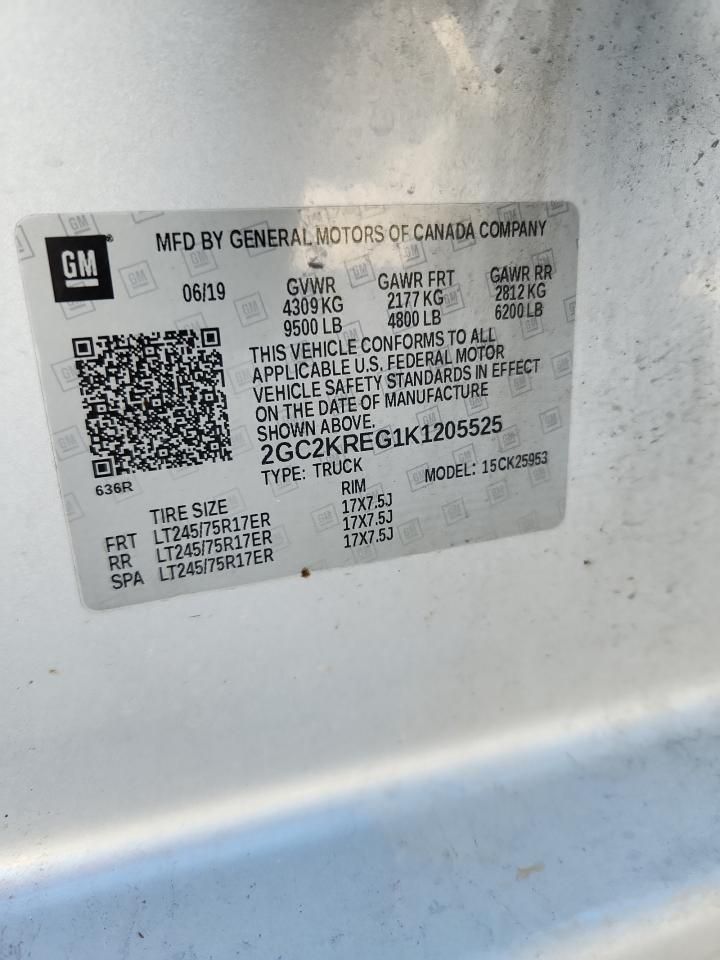 GM
MFD BY GENERAL MOTORS OF CANADA COMPANY
06/19
GVWR
4309 KG
9500 LB
GAWR FRT
2177 KG
4800 LB
GAWR RR
2812 KG
6200 LB
THIS VEHICLE CONFORMS TO ALL
APPLICABLE U.S. FEDERAL MOTOR
VEHICLE SAFETY STANDARDS IN EFFECT
ON THE DATE OF MANUFACTURE
SHOWN ABOVE.
2GC2KREG1K1205525
TYPE: TRUCK
MODEL: 15CK25953
636R
TIRE SIZE
RIM
FRT LT245/75R17ER 17X7.5J
RR LT245/75R17ER 17X7.5J
SPA LT245/75R17ER 17X7.5J